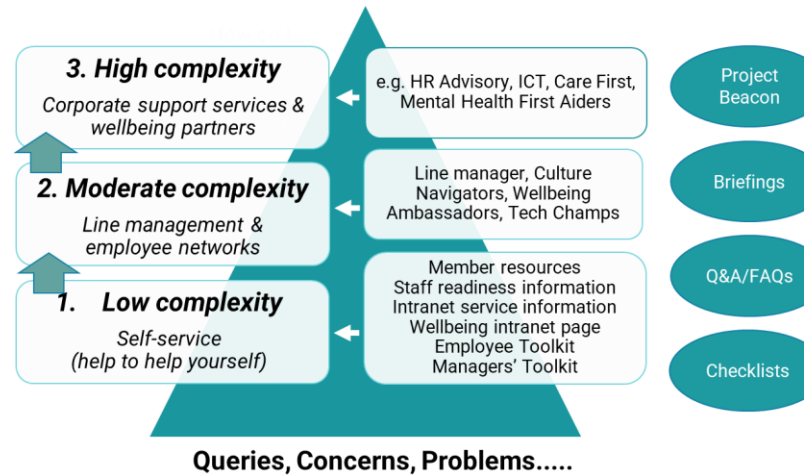 3. High complexity
Corporate support services &
wellbeing partners
e.g. HR Advisory, ICT, Care First,
Mental Health First Aiders
2. Moderate complexity
Line management &
employee networks
Line manager, Culture
Navigators, Wellbeing
Ambassadors, Tech Champs
1. Low complexity
Self-service
(help to help yourself)
Member resources
Staff readiness information
Intranet service information
Wellbeing intranet page
Employee Toolkit
Managers’ Toolkit
Project
Beacon
Briefings
Q&A/FAQs
Checklists
Queries, Concerns, Problems.....